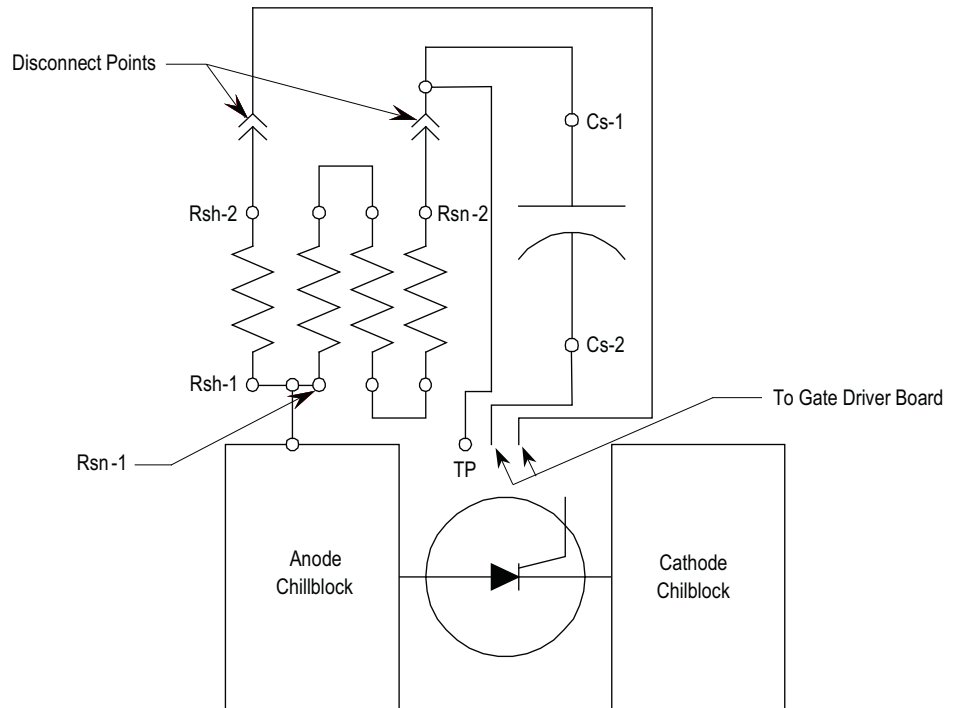 Disconnect Points
Cs-1
Rsh-2
Rsn-2
Cs-2
Rsh-1
To Gate Driver Board
Rsn-1
TP
Anode
Chillblock
Cathode
Chilblock